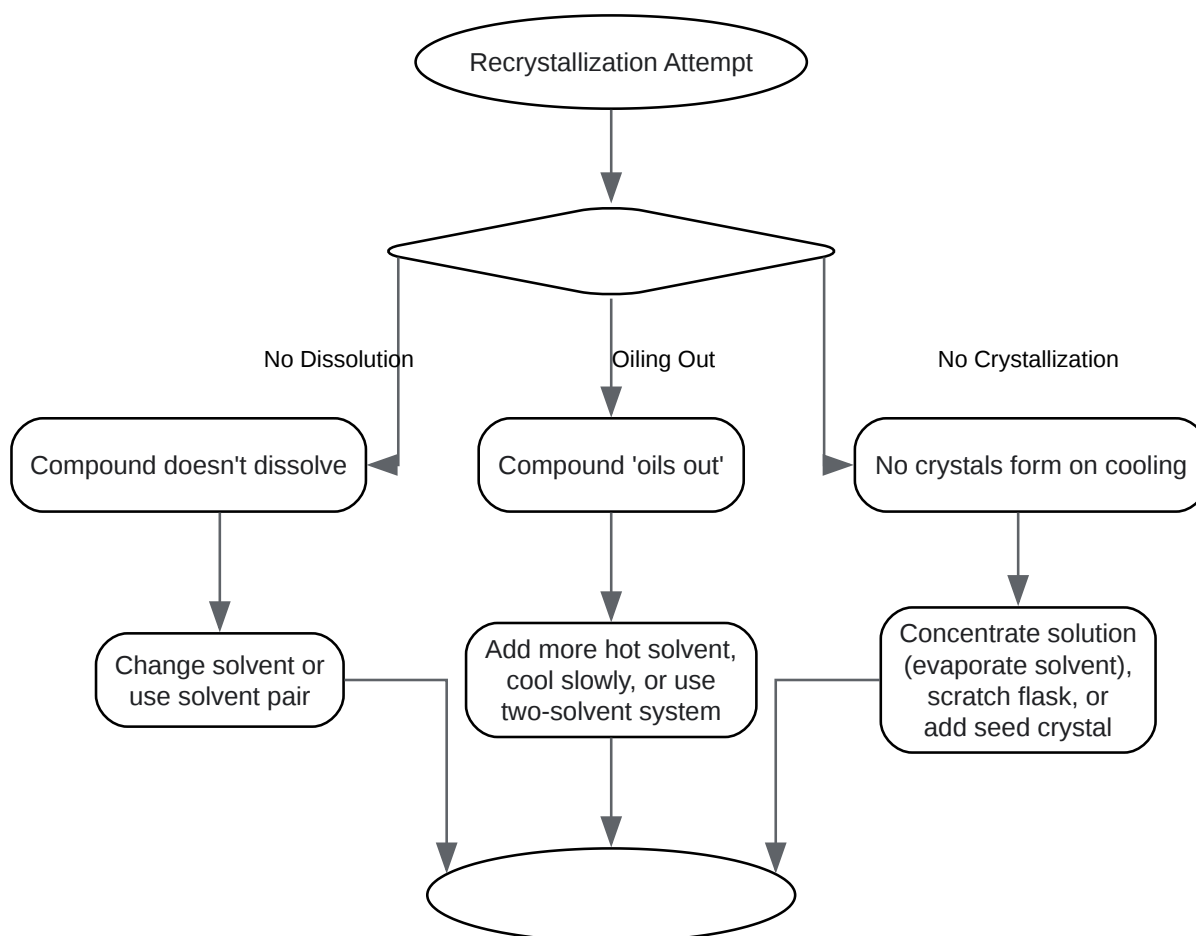 Recrystallization Attempt
No Dissolution
Oiling Out
No Crystallization
Compound doesn't dissolve
Compound 'oils out'
No crystals form on cooling
Change solvent or
use solvent pair
Add more hot solvent,
cool slowly, or use
two-solvent system
Concentrate solution
(evaporate solvent),
scratch flask, or
add seed crystal